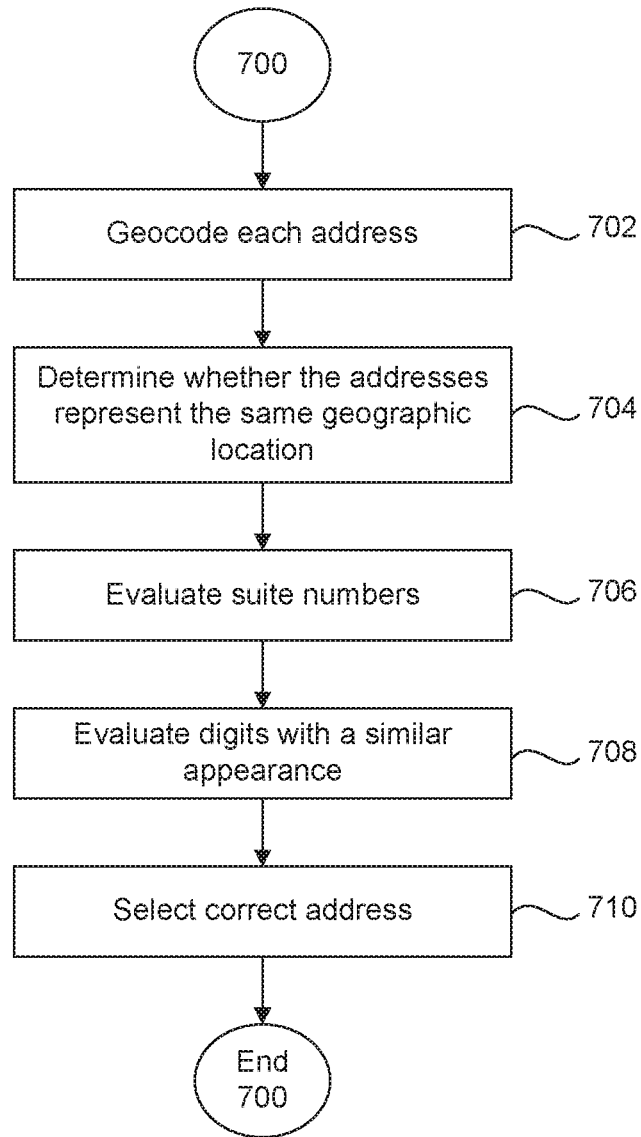 700
Geocode each address
702
Determine whether the addresses
represent the same geographic
location
704
Evaluate suite numbers
706
Evaluate digits with a similar
appearance
708
Select correct address
710
End
700